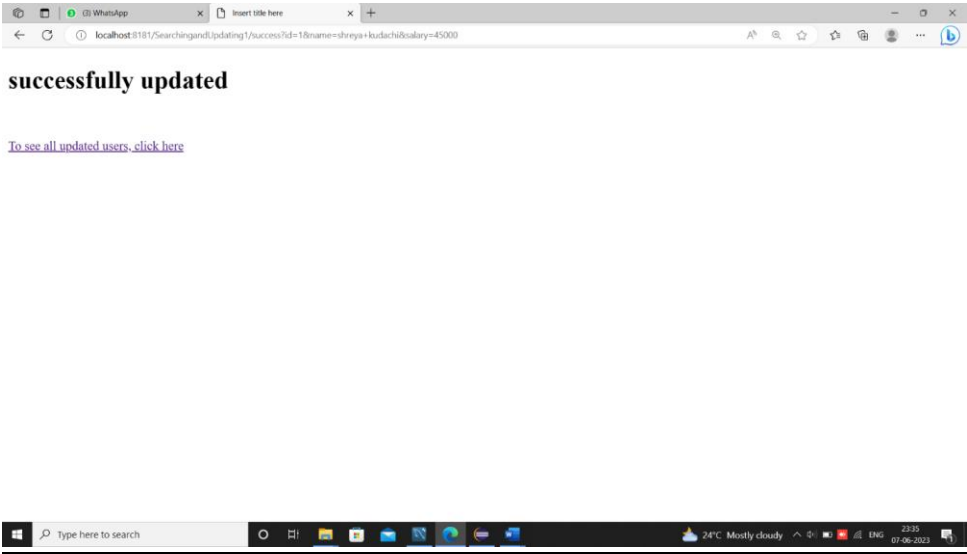 (3) WhatsApp
Insert title here
localhost:8181/SearchingandUpdating1/success?id=1&name=shreya+kudachi&salary=45000
successfully updated
To see all updated users, click here
Type here to search
24°C Mostly cloudy
ENG
23:35
07-06-2023